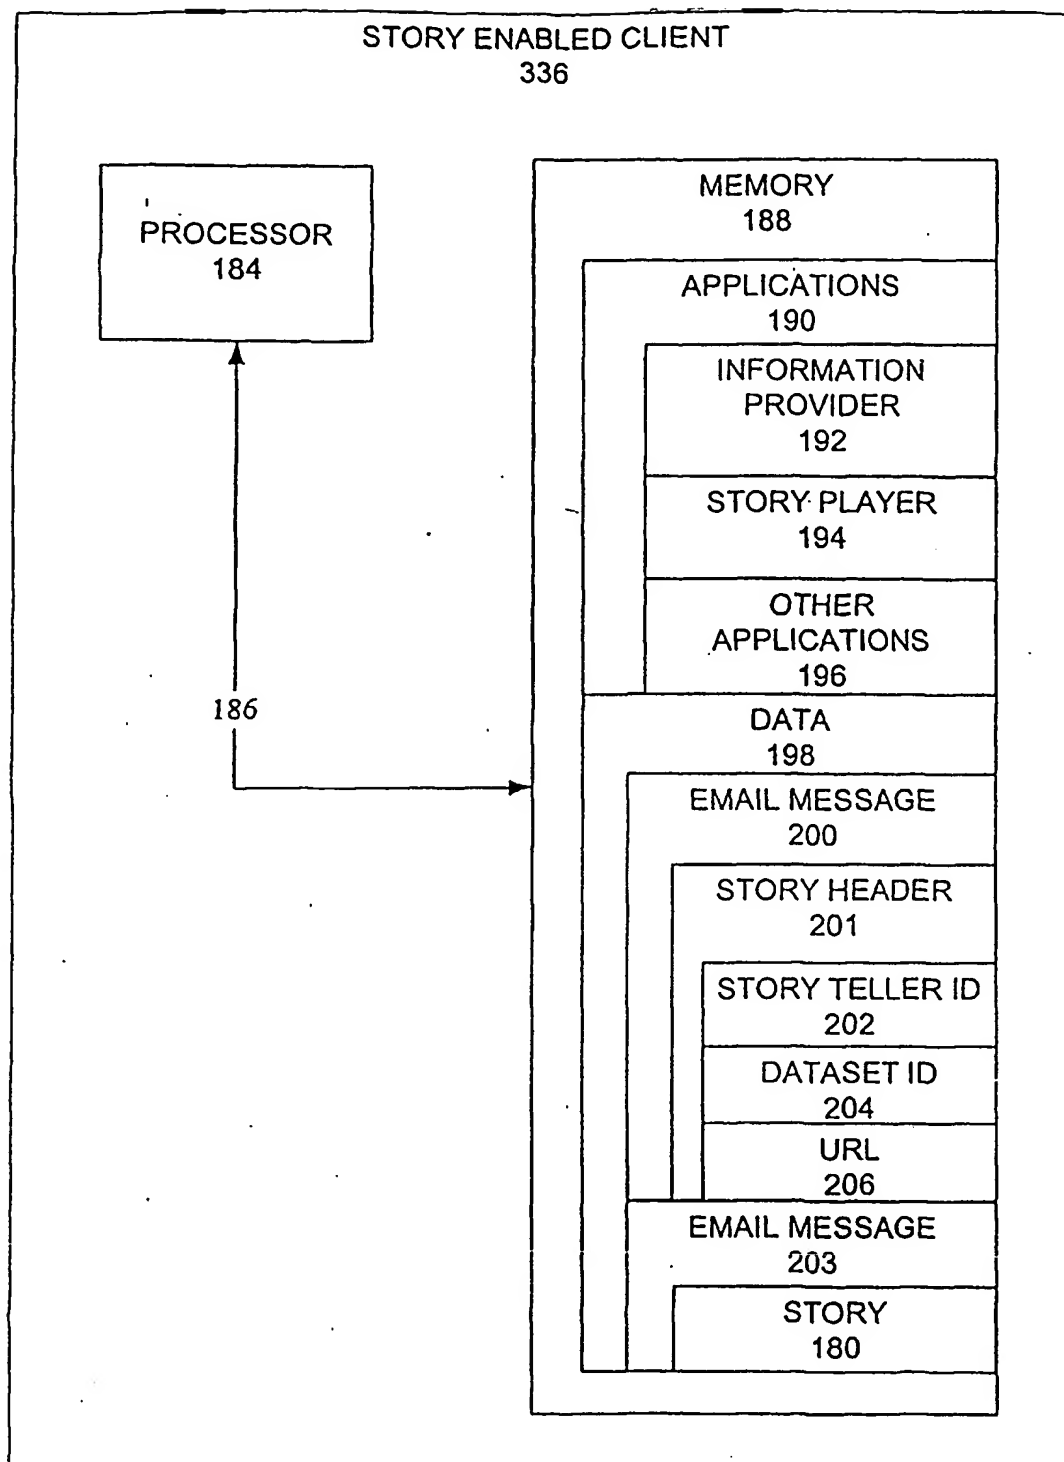 STORY ENABLED CLIENT
336
PROCESSOR
184
186
MEMORY
188
APPLICATIONS
190
INFORMATION
PROVIDER
192
STORY PLAYER
194
OTHER
APPLICATIONS
196
DATA
198
EMAIL MESSAGE
200
STORY HEADER
201
STORY TELLER ID
202
DATASET ID
204
URL
206
EMAIL MESSAGE
203
STORY
180